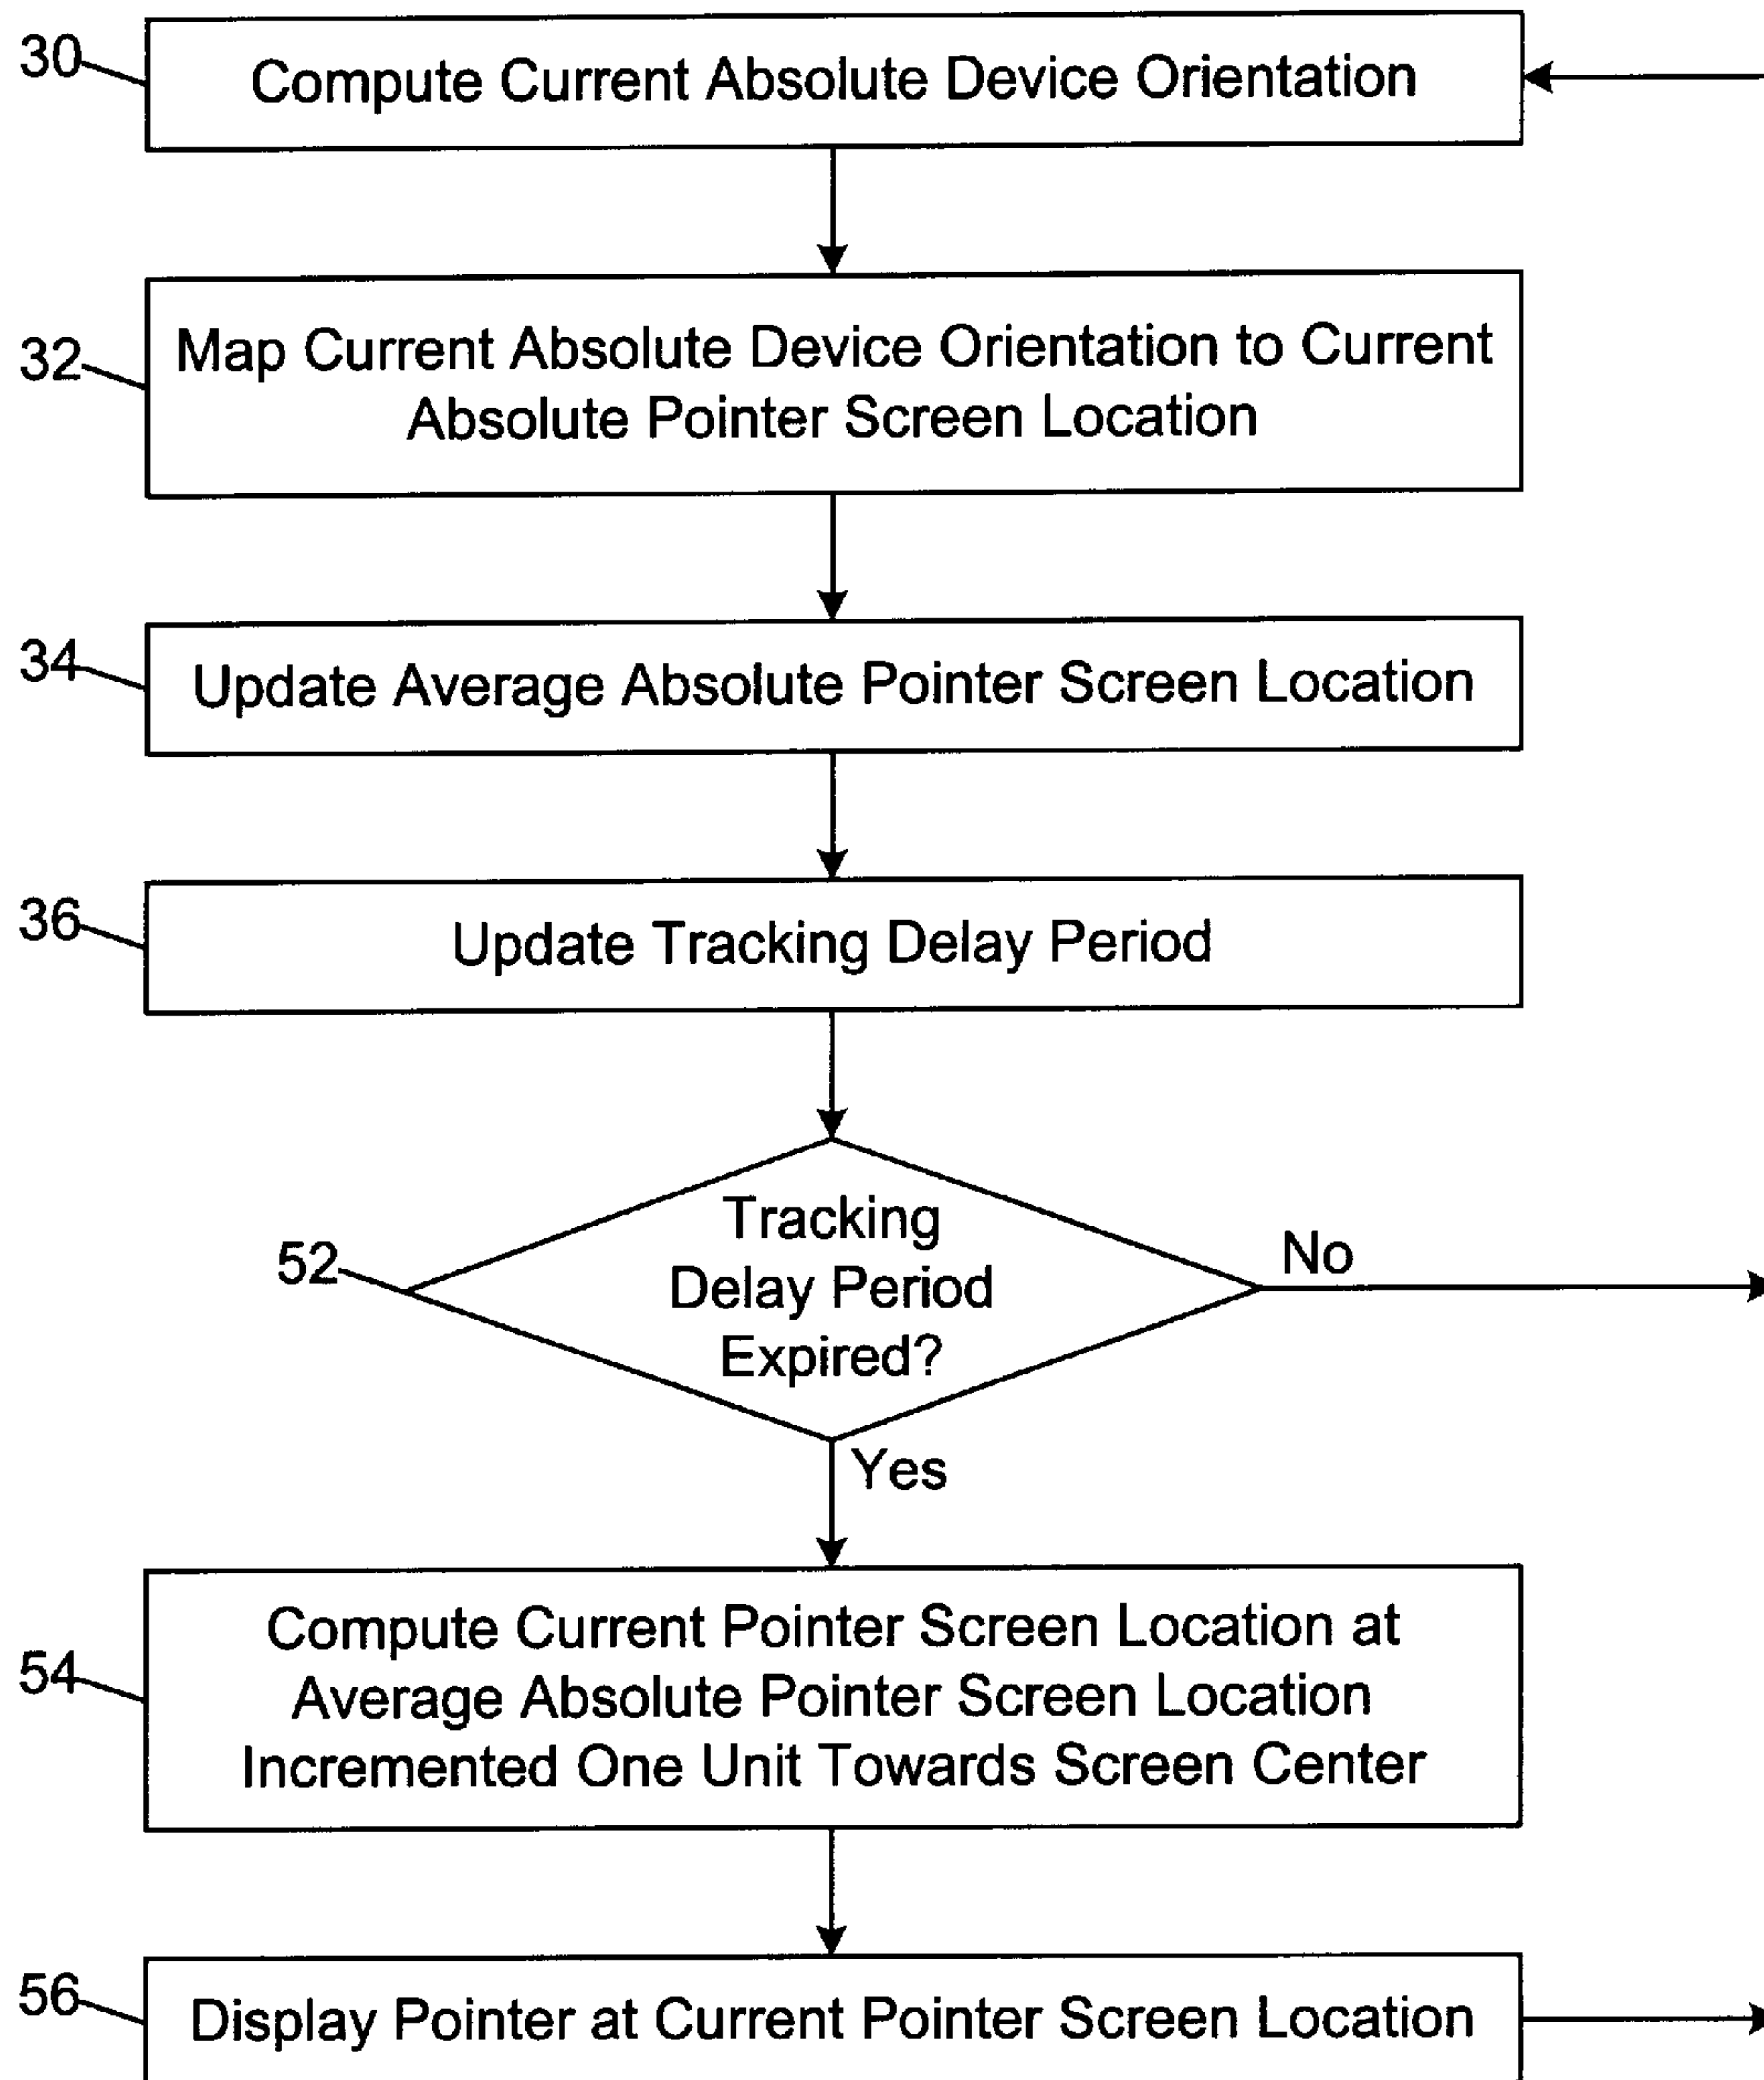 30
Compute Current Absolute Device Orientation
32
Map Current Absolute Device Orientation to Current
Absolute Pointer Screen Location
34
Update Average Absolute Pointer Screen Location
36
Update Tracking Delay Period
52
Tracking
Delay Period
Expired?
No
Yes
54
Compute Current Pointer Screen Location at
Average Absolute Pointer Screen Location
Incremented One Unit Towards Screen Center
56
Display Pointer at Current Pointer Screen Location